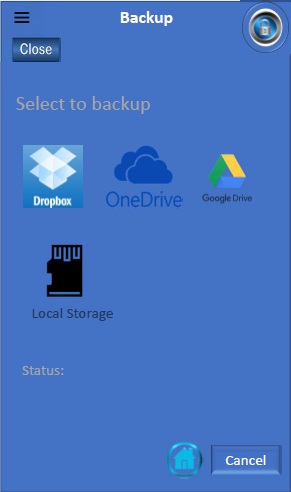 Backup
Close
Select to backup
Dropbox
OneDrive
Google Drive
Local Storage
Status:
Cancel